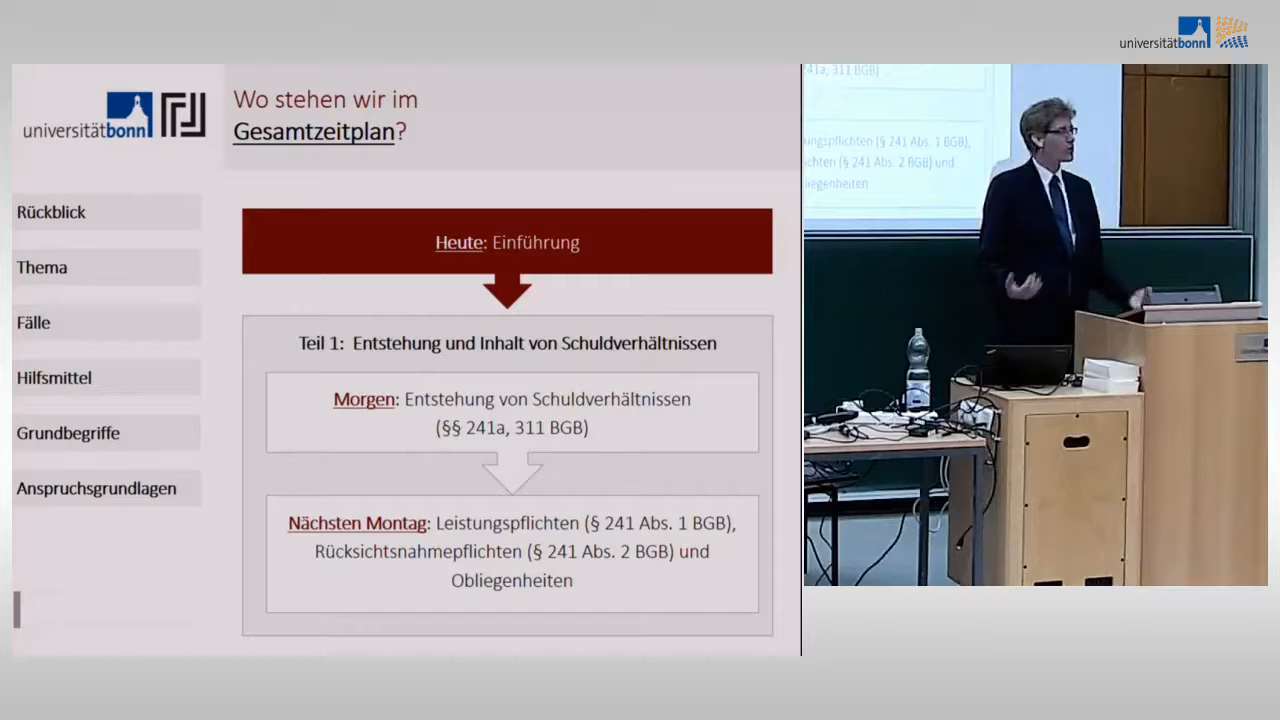 universitätbonn
universitätbonn
Wo stehen wir im
Gesamtzeitplan?
Rückblick
Thema
Fälle
Hilfsmittel
Grundbegriffe
Anspruchsgrundlagen
Heute: Einführung
Teil 1: Entstehung und Inhalt von Schuldverhältnissen
Morgen: Entstehung von Schuldverhältnissen
(§§ 241a, 311 BGB)
Nächsten Montag: Leistungspflichten (§ 241 Abs. 1 BGB),
Rücksichtsnahmepflichten (§ 241 Abs. 2 BGB) und
Obliegenheiten
241a, 311 BGB)
ungspflichten (§ 241 Abs. 1 BGB),
ichten (§ 241 Abs. 2 BGB) und
bliegenheiten